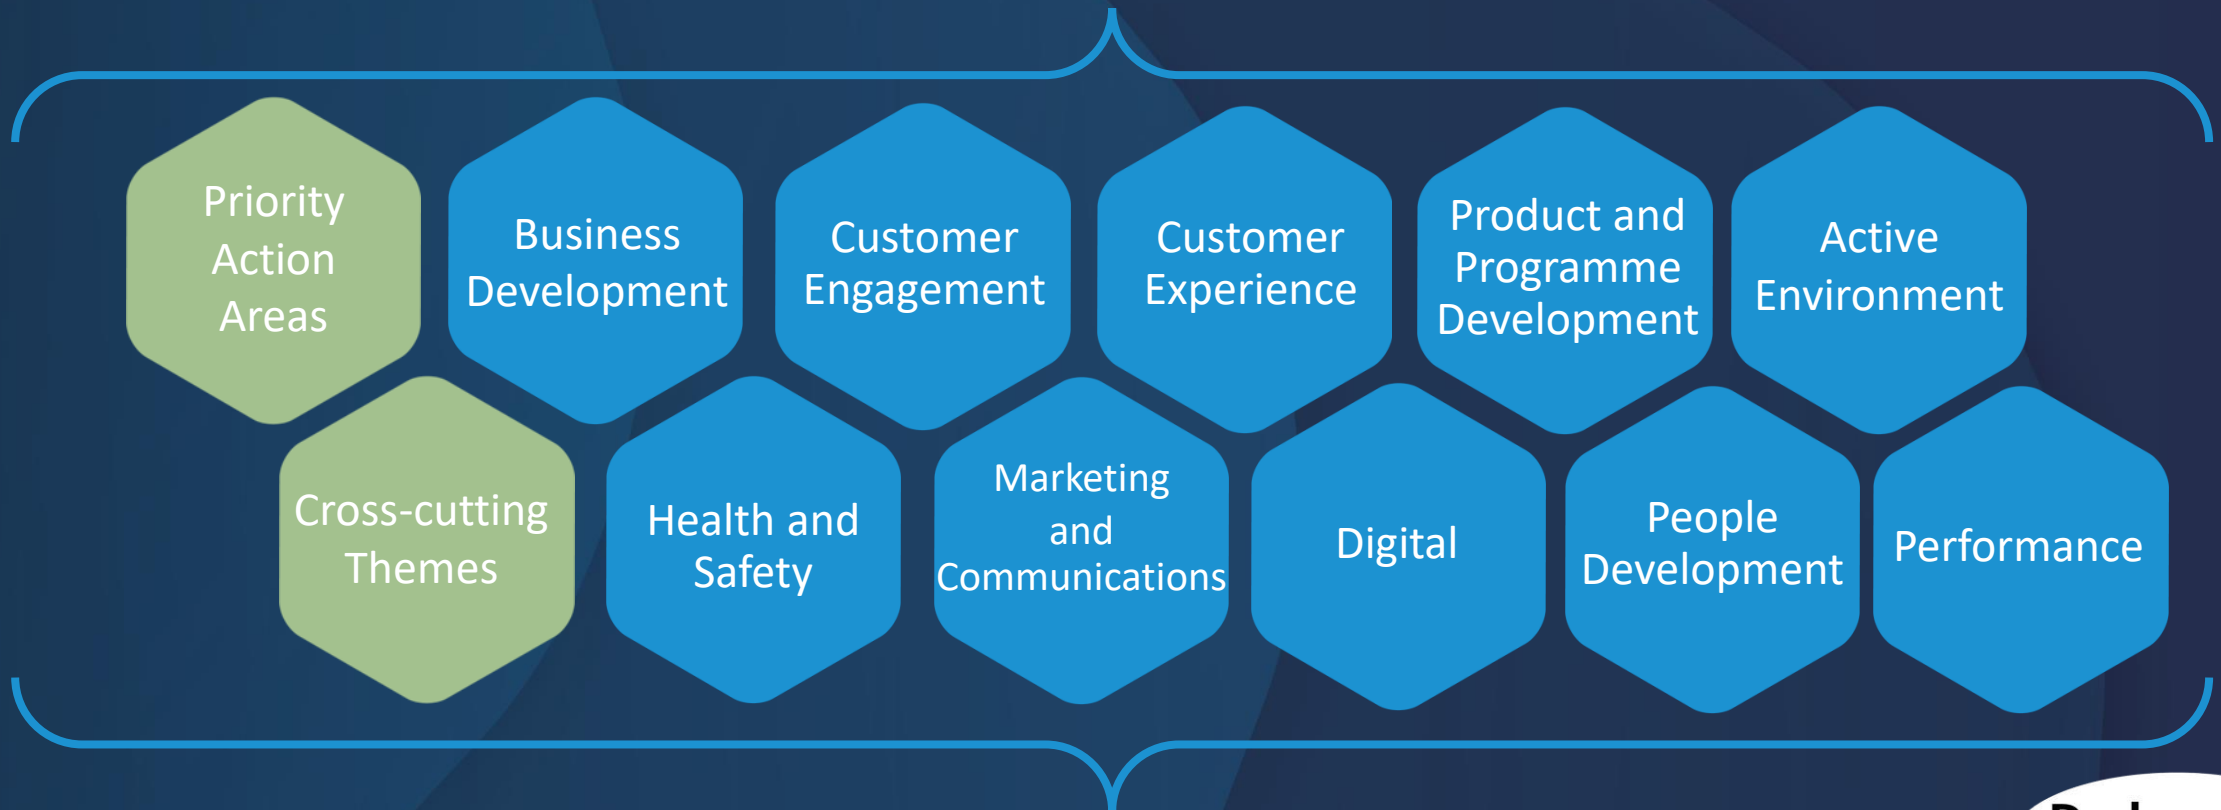 Priority
Action
Areas
Business
Development
Customer
Engagement
Customer
Experience
Product and
Programme
Development
Active
Environment
Cross-cutting
Themes
Health and
Safety
Marketing
and
Communications
Digital
People
Development
Performance